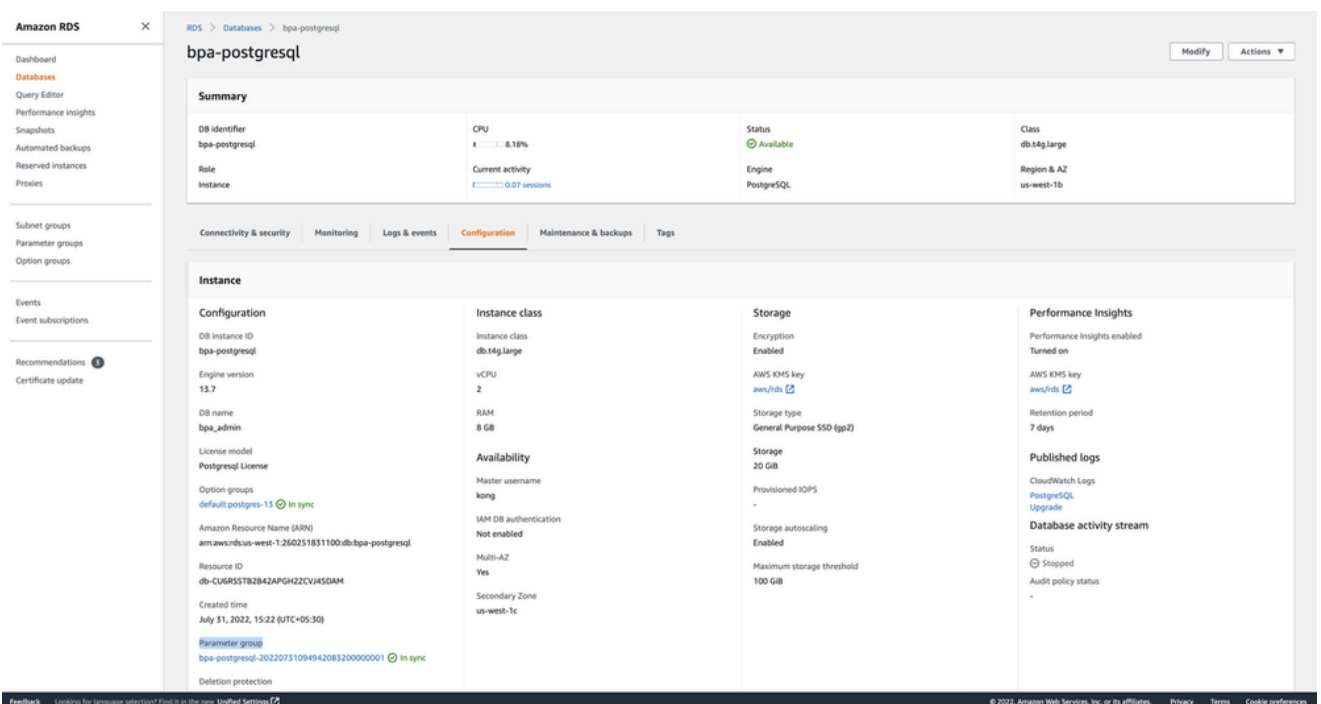 Amazon RDS
Dashboard
Databases
Query Editor
Performance insights
Snapshots
Automated backups
Reserved instances
Proxies
Subnet groups
Parameter groups
Option groups
Events
Event subscriptions
Recommendations
Certificate update
RDS > Databases > bpa-postgresql
bpa-postgresql
Modify
Actions
Summary
DB identifier
bpa-postgresql
CPU
8.18%
Status
Available
Class
db.t4g.large
Role
Instance
Current activity
0.07 sessions
Engine
PostgreSQL
Region & AZ
us-west-1b
Connectivity & security
Monitoring
Logs & events
Configuration
Maintenance & backups
Tags
Instance
Configuration
DB instance ID
bpa-postgresql
Engine version
13.7
DB name
bpa_admin
License model
Postgresql License
Option groups
default:postgres-13 In sync
Amazon Resource Name (ARN)
arn:aws:rds:us-west-1:260251831100:db:bpa-postgresql
Resource ID
db-CU6RSSTB2B42APGH2ZCVJ4SDAM
Created time
July 31, 2022, 15:22 (UTC+05:30)
Parameter group
bpa-postgresql-20220731094942083200000001 In sync
Deletion protection
Instance class
Instance class
db.t4g.large
vCPU
2
RAM
8 GB
Availability
Master username
kong
IAM DB authentication
Not enabled
Multi-AZ
Yes
Secondary Zone
us-west-1c
Storage
Encryption
Enabled
AWS KMS key
aws/rds
Storage type
General Purpose SSD (gp2)
Storage
20 GiB
Provisioned IOPS
-
Storage autoscaling
Enabled
Maximum storage threshold
100 GiB
Performance Insights
Performance Insights enabled
Turned on
AWS KMS key
aws/rds
Retention period
7 days
Published logs
CloudWatch Logs
PostgreSQL
Upgrade
Database activity stream
Status
Stopped
Audit policy status
-
Feedback
Looking for language selection? Find it in the new Unified Settings
© 2022, Amazon Web Services, Inc. or its affiliates.
Privacy
Terms
Cookie preferences